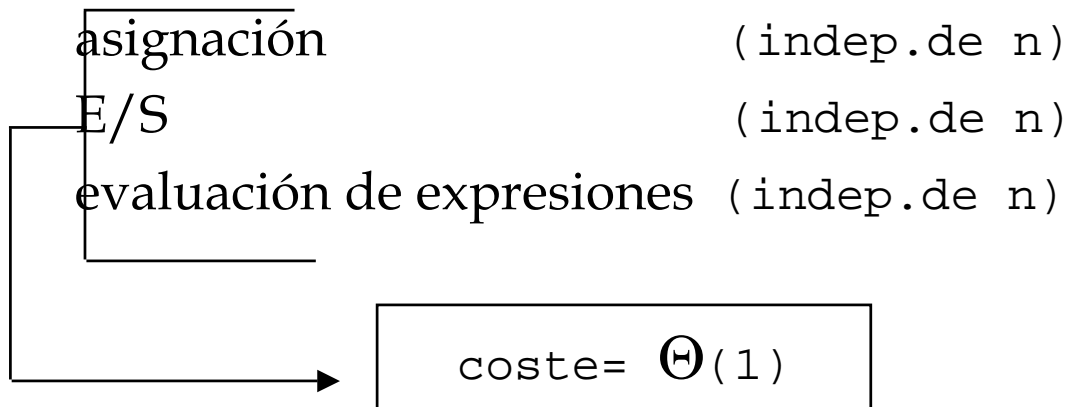 asignación (indep.de n)
E/S (indep.de n)
evaluación de expresiones (indep.de n)
coste= Θ(1)